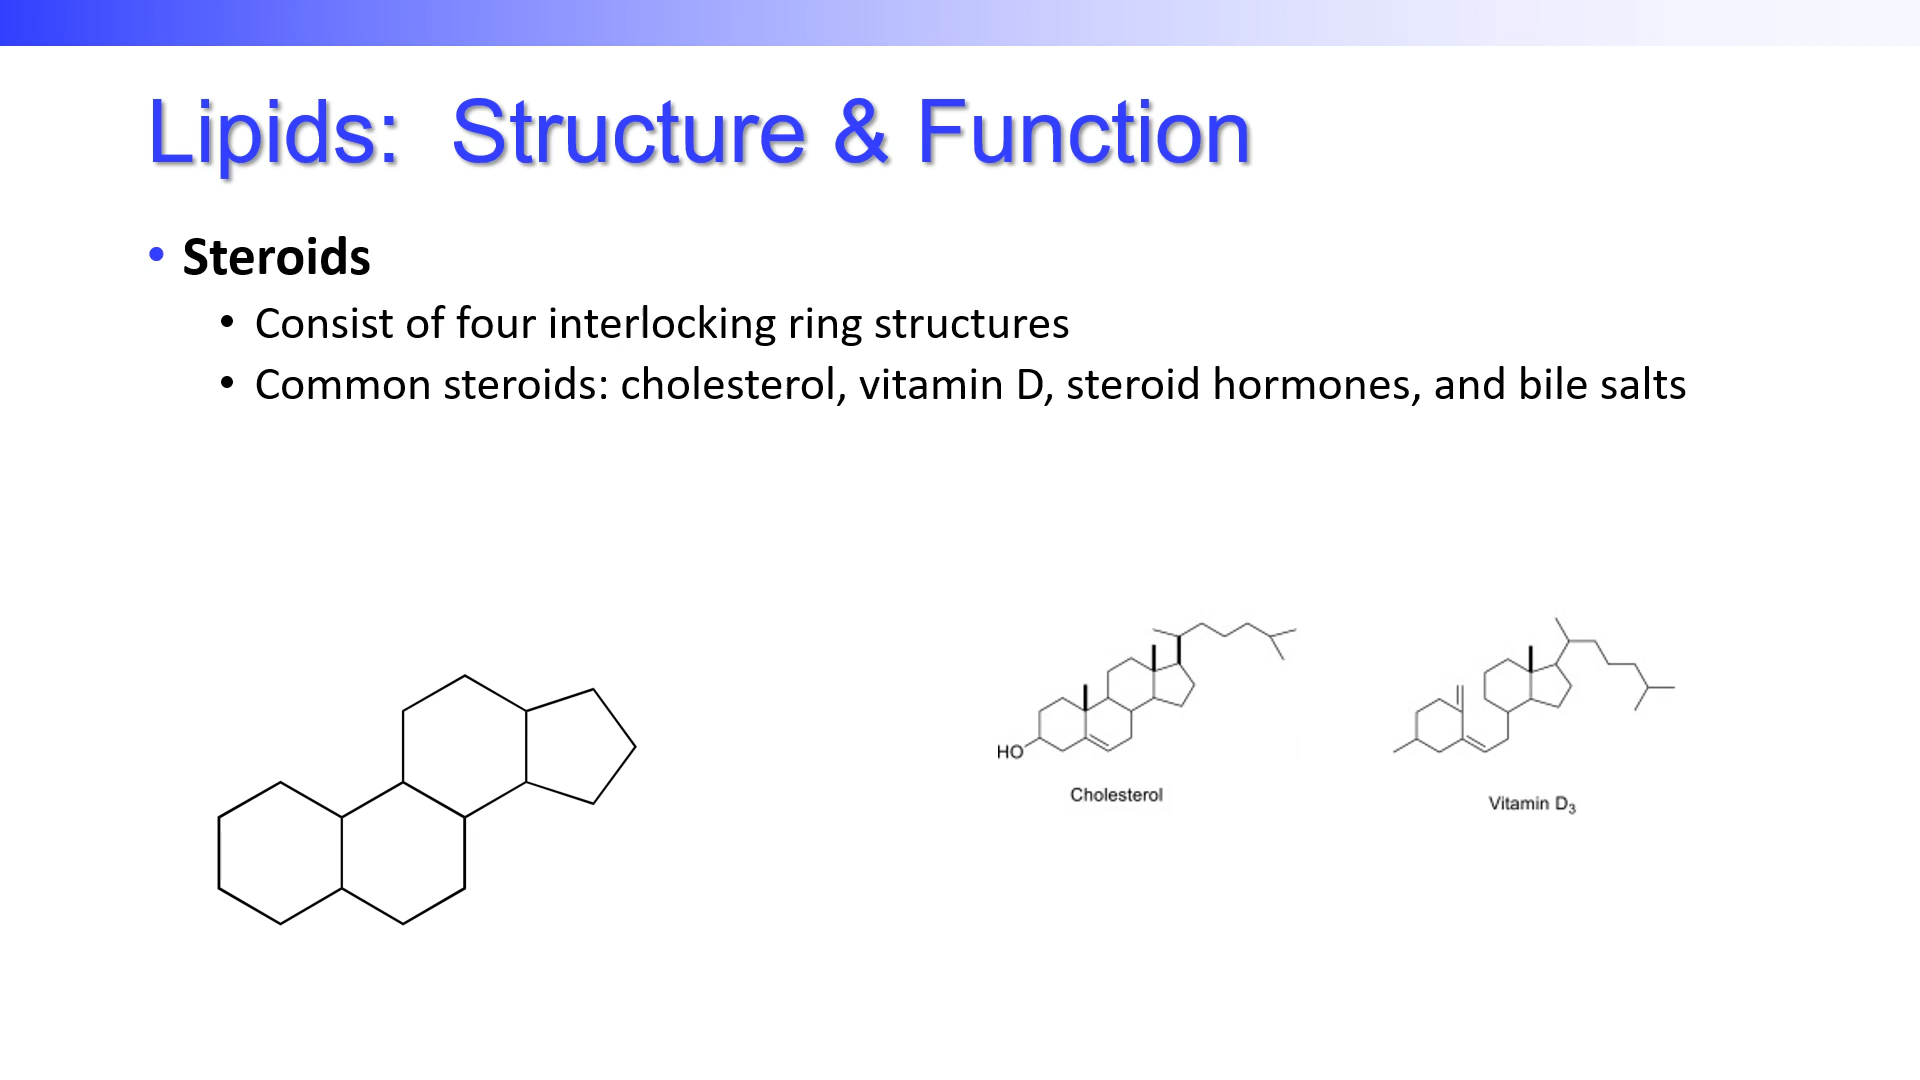 Lipids:  Structure & Function
• Steroids
• Consist of four interlocking ring structures
• Common steroids: cholesterol, vitamin D, steroid hormones, and bile salts
HO
Cholesterol
Vitamin D₃